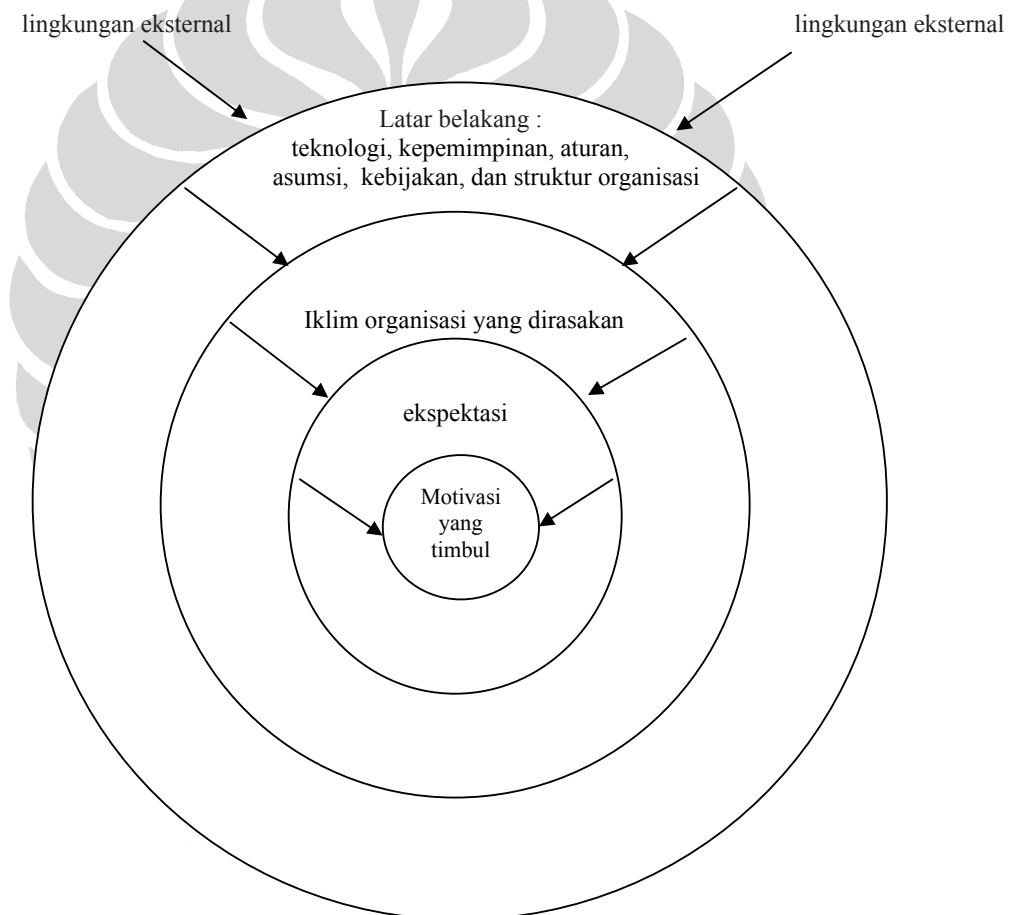 lingkungan eksternal
lingkungan eksternal
Latar belakang :
teknologi, kepemimpinan, aturan,
asumsi, kebijakan, dan struktur organisasi
Iklim organisasi yang dirasakan
ekspektasi
Motivasi
yang
timbul